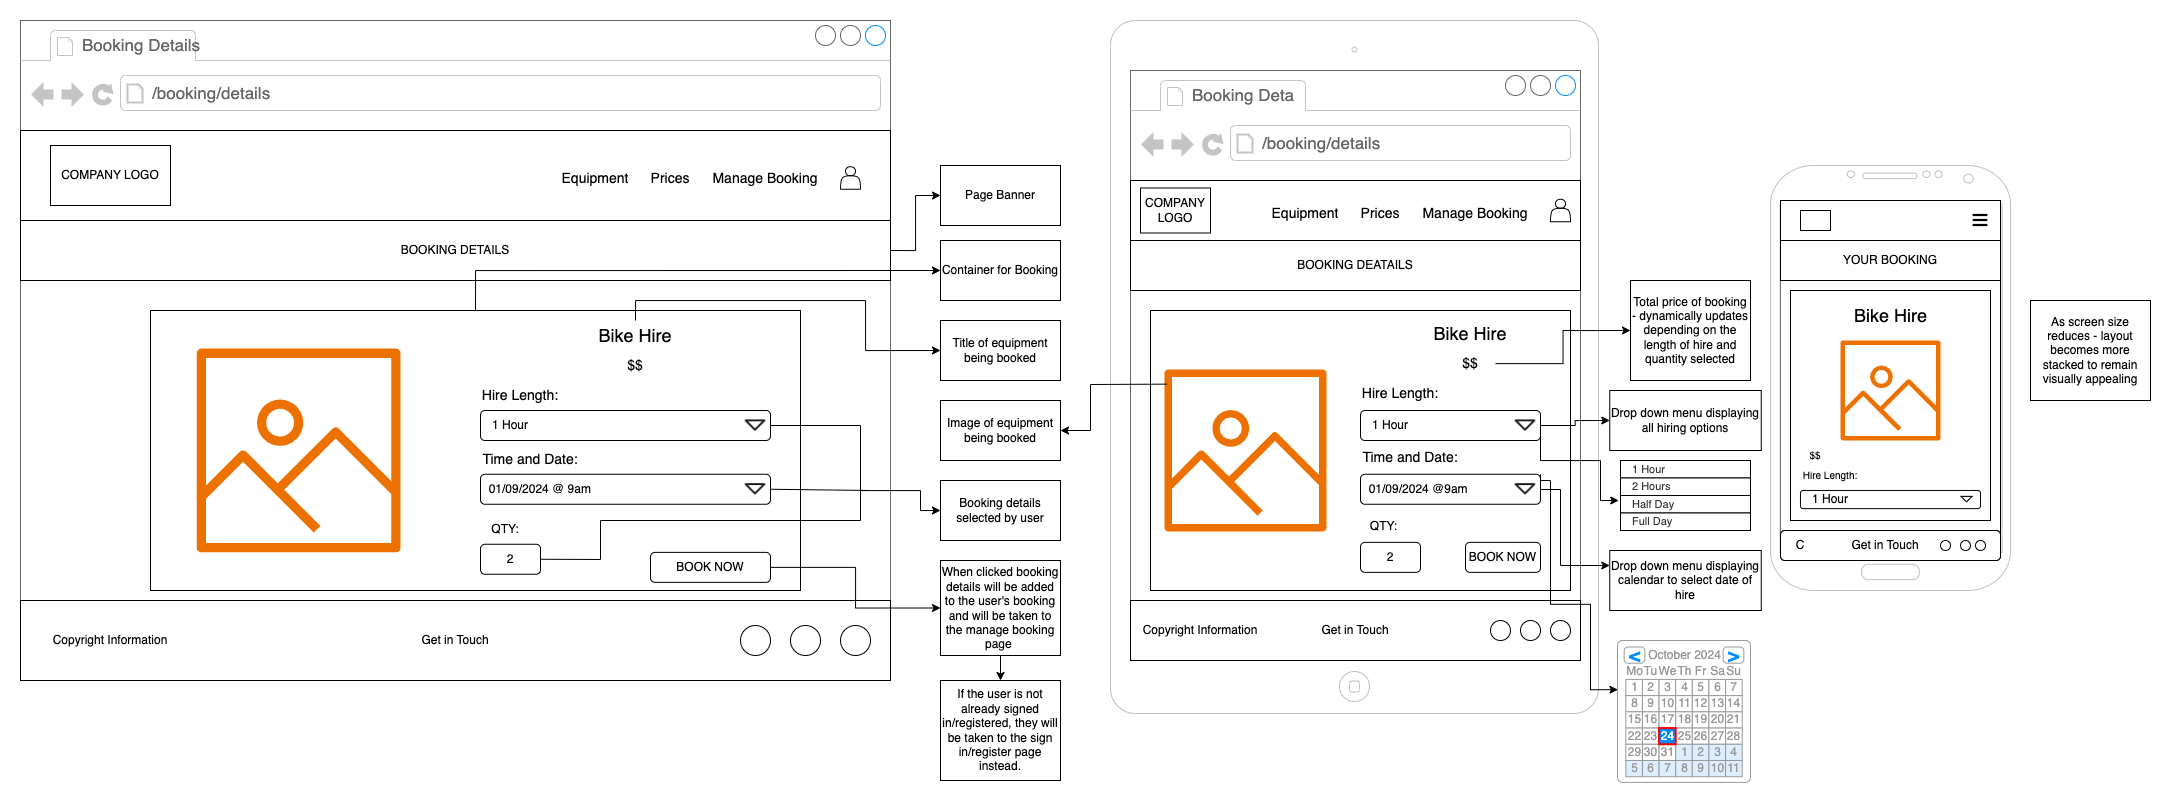 Booking Details
/booking/details
COMPANY LOGO
Equipment
Prices
Manage Booking
BOOKING DETAILS
Bike Hire
$$
Hire Length:
1 Hour
Time and Date:
01/09/2024 @ 9am
QTY:
2
BOOK NOW
Copyright Information
Get in Touch
Page Banner
Container for Booking
Title of equipment
being booked
Image of equipment
being booked
Booking details
selected by user
When clicked booking
details will be added
to the user's booking
and will be taken to
the manage booking
page
If the user is not
already signed
in/registered, they will
be taken to the sign
in/register page
instead.
Booking Deta
/booking/details
COMPANY
LOGO
Equipment
Prices
Manage Booking
BOOKING DEATAILS
Bike Hire
$$
Hire Length:
1 Hour
Time and Date:
01/09/2024 @9am
QTY:
2
BOOK NOW
Copyright Information
Get in Touch
Total price of booking
- dynamically updates
depending on the
length of hire and
quantity selected
Drop down menu displaying
all hiring options
1 Hour
2 Hours
Half Day
Full Day
Drop down menu displaying
calendar to select date of
hire
< October 2024 >
Mo Tu We Th Fr Sa Su
1 2 3 4 5 6 7
8 9 10 11 12 13 14
15 16 17 18 19 20 21
22 23 24 25 26 27 28
29 30 31 1 2 3 4
5 6 7 8 9 10 11
YOUR BOOKING
Bike Hire
$$
Hire Length:
1 Hour
C
Get in Touch
As screen size
reduces - layout
becomes more
stacked to remain
visually appealing